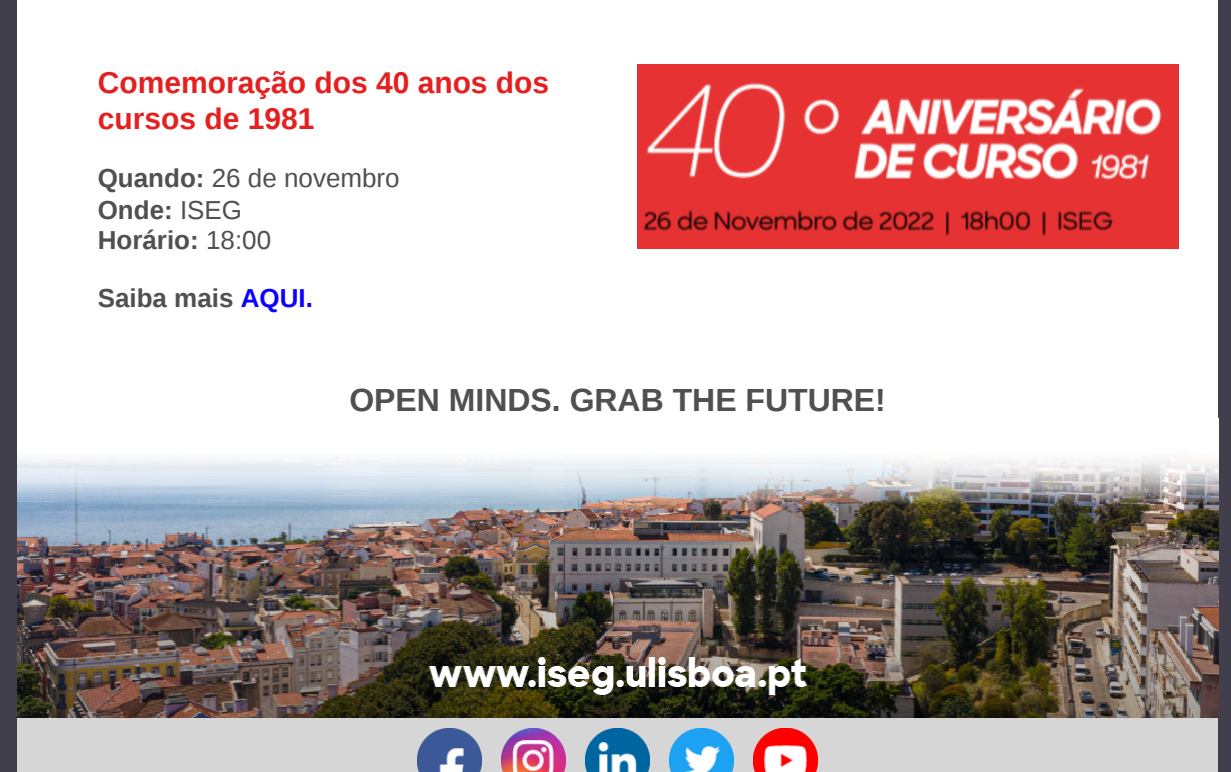 Comemoração dos 40 anos dos
cursos de 1981
Quando: 26 de novembro
Onde: ISEG
Horário: 18:00
Saiba mais AQUI.
40º ANIVERSÁRIO
DE CURSO 1981
26 de Novembro de 2022 | 18h00 | ISEG
OPEN MINDS. GRAB THE FUTURE!
www.iseg.ulisboa.pt
f
in